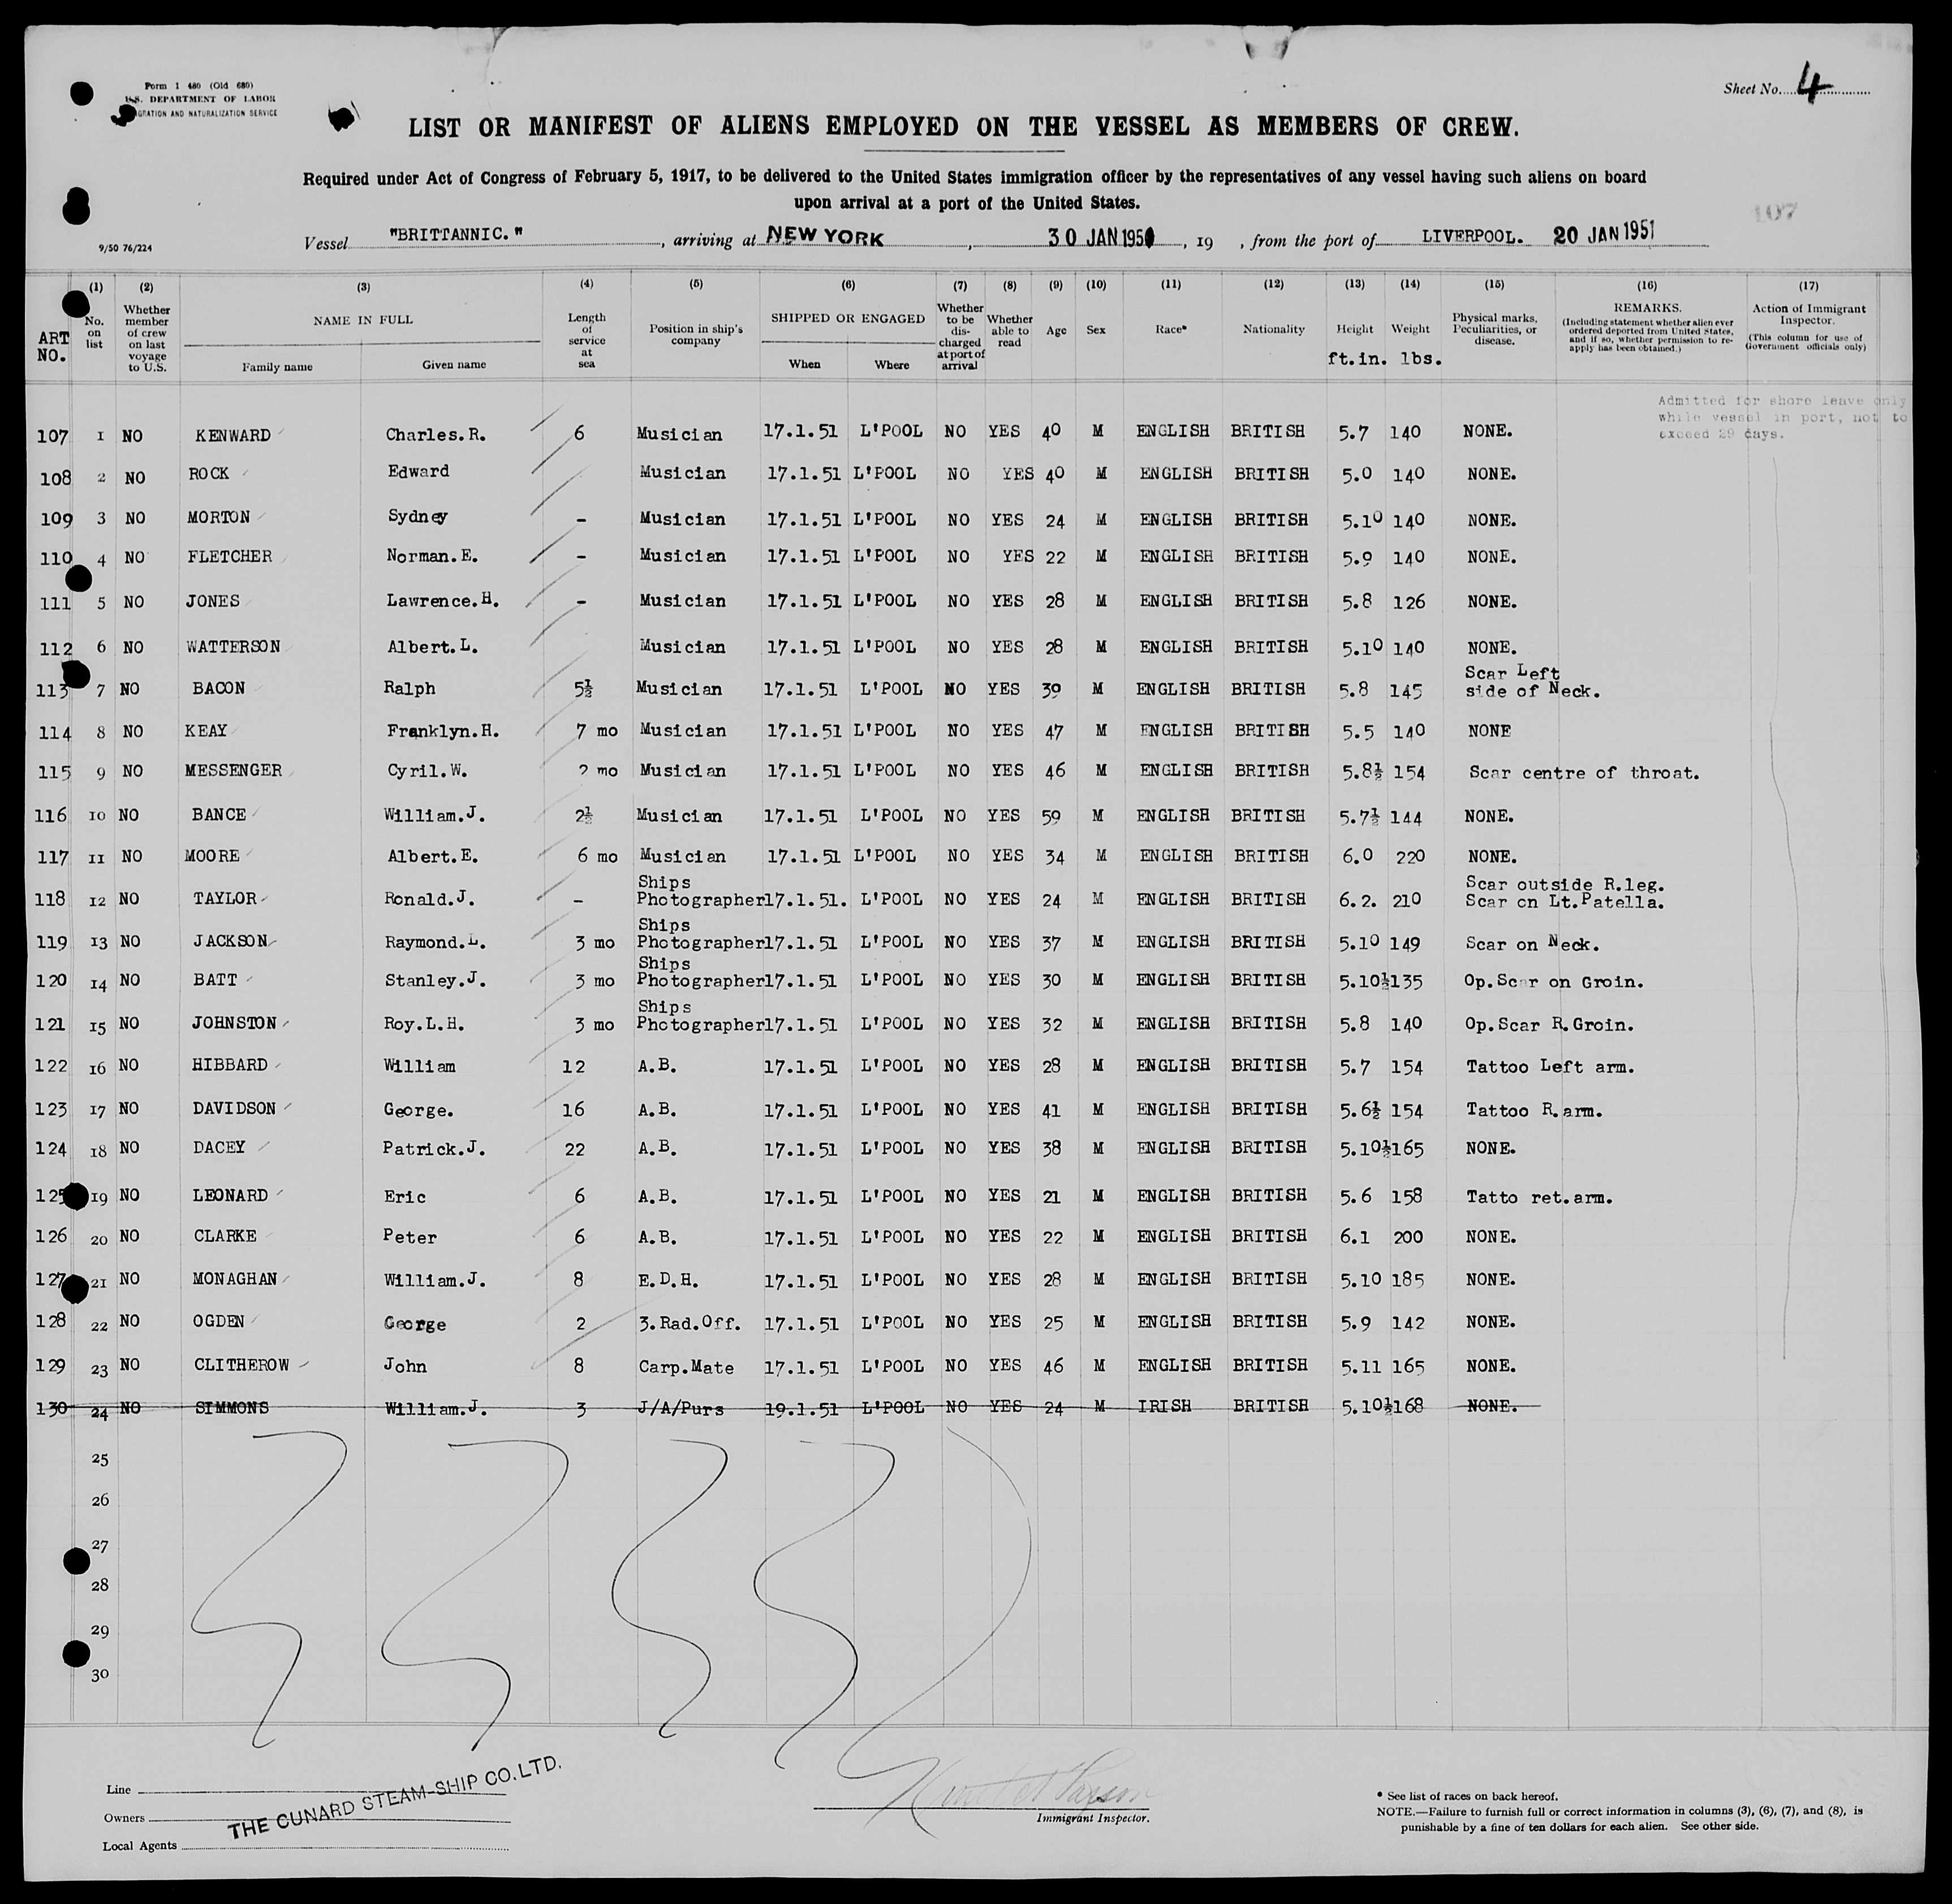 Form I 480 (Old 680)
U.S. DEPARTMENT OF LABOR
GRATION AND NATURALIZATION SERVICE
Sheet No. 4
LIST OR MANIFEST OF ALIENS EMPLOYED ON THE VESSEL AS MEMBERS OF CREW.
Required under Act of Congress of February 5, 1917, to be delivered to the United States immigration officer by the representatives of any vessel having such aliens on board
upon arrival at a port of the United States.
107
9/50 76/224
Vessel "BRITTANNIC." , arriving at NEW YORK , 30 JAN 195 , 19 , from the port of LIVERPOOL. 20 JAN 1951
ART NO.
(1) No. on list
(2) Whether member of crew on last voyage to U.S.
(3) NAME IN FULL
Family name Given name
(4) Length of service at sea
(5) Position in ship's company
(6) SHIPPED OR ENGAGED
When Where
(7) Whether to be discharged at port of arrival
(8) Whether able to read
(9) Age
(10) Sex
(11) Race*
(12) Nationality
(13) Height ft.in.
(14) Weight lbs.
(15) Physical marks, Peculiarities, or disease.
(16) REMARKS. (Including statement whether alien ever ordered deported from United States, and if so, whether permission to re-apply has been obtained.)
(17) Action of Immigrant Inspector. (This column for use of Government officials only)
Admitted for shore leave only
while vessel in port, not to
exceed 29 days.
107 1 NO KENWARD Charles.R. 6 Musician 17.1.51 L'POOL NO YES 40 M ENGLISH BRITISH 5.7 140 NONE.
108 2 NO ROCK Edward Musician 17.1.51 L'POOL NO YES 40 M ENGLISH BRITISH 5.0 140 NONE.
109 3 NO MORTON Sydney - Musician 17.1.51 L'POOL NO YES 24 M ENGLISH BRITISH 5.10 140 NONE.
110 4 NO FLETCHER Norman.E. - Musician 17.1.51 L'POOL NO YES 22 M ENGLISH BRITISH 5.9 140 NONE.
111 5 NO JONES Lawrence.H. - Musician 17.1.51 L'POOL NO YES 28 M ENGLISH BRITISH 5.8 126 NONE.
112 6 NO WATTERSON Albert.L. Musician 17.1.51 L'POOL NO YES 28 M ENGLISH BRITISH 5.10 140 NONE.
113 7 NO BACON Ralph 5½ Musician 17.1.51 L'POOL NO YES 39 M ENGLISH BRITISH 5.8 145 Scar Left side of Neck.
114 8 NO KEAY Franklyn.H. 7 mo Musician 17.1.51 L'POOL NO YES 47 M ENGLISH BRITISH 5.5 140 NONE
115 9 NO MESSENGER Cyril.W. mo Musician 17.1.51 L'POOL NO YES 46 M ENGLISH BRITISH 5.8½ 154 Scar centre of throat.
116 10 NO BANCE William.J. 2½ Musician 17.1.51 L'POOL NO YES 59 M ENGLISH BRITISH 5.7½ 144 NONE.
117 11 NO MOORE Albert.E. 6 mo Musician 17.1.51 L'POOL NO YES 34 M ENGLISH BRITISH 6.0 220 NONE.
118 12 NO TAYLOR Ronald.J. - Ships Photographer 17.1.51. L'POOL NO YES 24 M ENGLISH BRITISH 6.2. 210 Scar outside R.leg. Scar on Lt.Patella.
119 13 NO JACKSON Raymond.L. 3 mo Ships Photographer 17.1.51 L'POOL NO YES 37 M ENGLISH BRITISH 5.10 149 Scar on Neck.
120 14 NO BATT Stanley.J. 3 mo Ships Photographer 17.1.51 L'POOL NO YES 30 M ENGLISH BRITISH 5.10½ 135 Op.Scar on Groin.
121 15 NO JOHNSTON Roy.L.H. 3 mo Ships Photographer 17.1.51 L'POOL NO YES 32 M ENGLISH BRITISH 5.8 140 Op.Scar R.Groin.
122 16 NO HIBBARD William 12 A.B. 17.1.51 L'POOL NO YES 28 M ENGLISH BRITISH 5.7 154 Tattoo Left arm.
123 17 NO DAVIDSON George. 16 A.B. 17.1.51 L'POOL NO YES 41 M ENGLISH BRITISH 5.6½ 154 Tattoo R.arm.
124 18 NO DACEY Patrick.J. 22 A.B. 17.1.51 L'POOL NO YES 38 M ENGLISH BRITISH 5.10½ 165 NONE.
125 19 NO LEONARD Eric 6 A.B. 17.1.51 L'POOL NO YES 21 M ENGLISH BRITISH 5.6 158 Tatto ret.arm.
126 20 NO CLARKE Peter 6 A.B. 17.1.51 L'POOL NO YES 22 M ENGLISH BRITISH 6.1 200 NONE.
127 21 NO MONAGHAN William.J. 8 E.D.H. 17.1.51 L'POOL NO YES 28 M ENGLISH BRITISH 5.10 185 NONE.
128 22 NO OGDEN George 2 3.Rad.Off. 17.1.51 L'POOL NO YES 25 M ENGLISH BRITISH 5.9 142 NONE.
129 23 NO CLITHEROW John 8 Carp.Mate 17.1.51 L'POOL NO YES 46 M ENGLISH BRITISH 5.11 165 NONE.
130 24 NO SIMMONS William.J. 3 J/A/Purs 19.1.51 L'POOL NO YES 24 M IRISH BRITISH 5.10½ 168 NONE.
25
26
27
28
29
30
Line
Owners
Local Agents
THE CUNARD STEAM-SHIP CO.LTD.
Immigrant Inspector.
* See list of races on back hereof.
NOTE.—Failure to furnish full or correct information in columns (3), (6), (7), and (8), is
punishable by a fine of ten dollars for each alien. See other side.